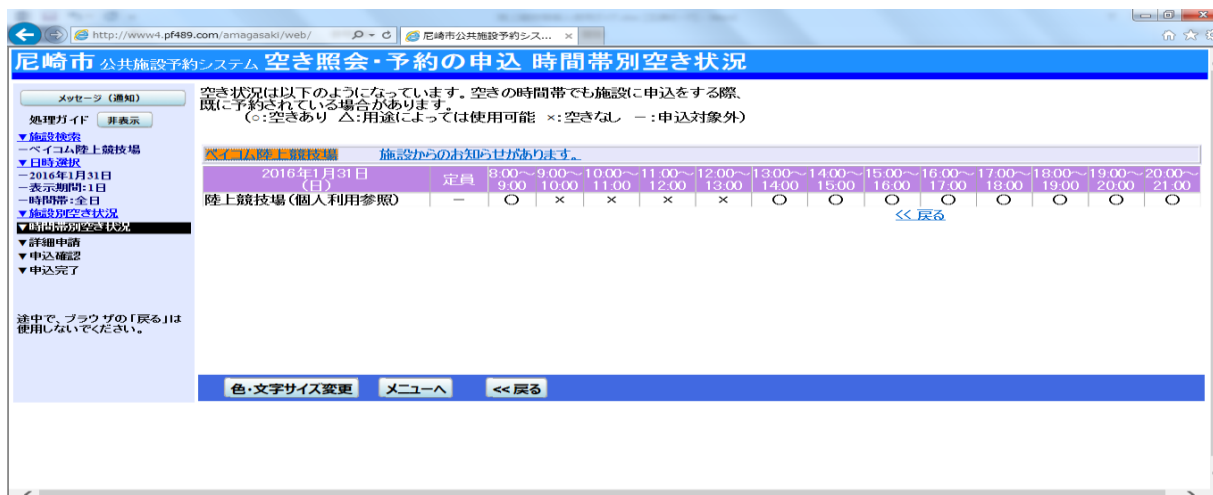 http://www4.pf489.com/amagasaki/web/
尼崎市公共施設予約シス... ×
尼崎市 公共施設予約システム 空き照会・予約の申込 時間帯別空き状況
メッセージ（通知）
処理ガイド 非表示
▼施設検索
－ベイコム陸上競技場
▼日時選択
－2016年1月31日
－表示期間:1日
－時間帯:全日
▼施設別空き状況
▼時間帯別空き状況
▼詳細申請
▼申込確認
▼申込完了
途中で、ブラウザの「戻る」は
使用しないでください。
空き状況は以下のようになっています。空きの時間帯でも施設に申込をする際、
既に予約されている場合があります。
（○:空きあり △:用途によっては使用可能 ×:空きなし －:申込対象外）
ベイコム陸上競技場 施設からのお知らせがあります。
2016年1月31日 定員 8:00～ 9:00～ 10:00～ 11:00～ 12:00～ 13:00～ 14:00～ 15:00～ 16:00～ 17:00～ 18:00～ 19:00～ 20:00～
（日） 9:00 10:00 11:00 12:00 13:00 14:00 15:00 16:00 17:00 18:00 19:00 20:00 21:00
陸上競技場（個人利用参照） － ○ × × × × ○ ○ ○ ○ ○ ○ ○ ○
<< 戻る
色・文字サイズ変更 メニューへ << 戻る